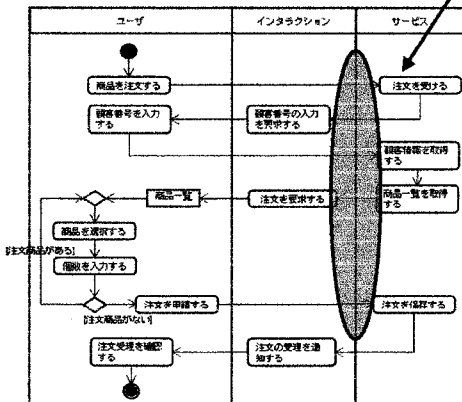 ユーザ
インタラクション
サービス
商品を注文する
注文を受ける
顧客番号を入力
する
顧客番号の入力
を要求する
顧客情報を取得
する
商品一覧
注文を要求する
商品一覧を取得
する
商品を選択する
[注文商品がある]
個数を入力する
注文を申請する
注文を保存する
[注文商品がない]
注文受理を確認
する
注文の受理を通
知する